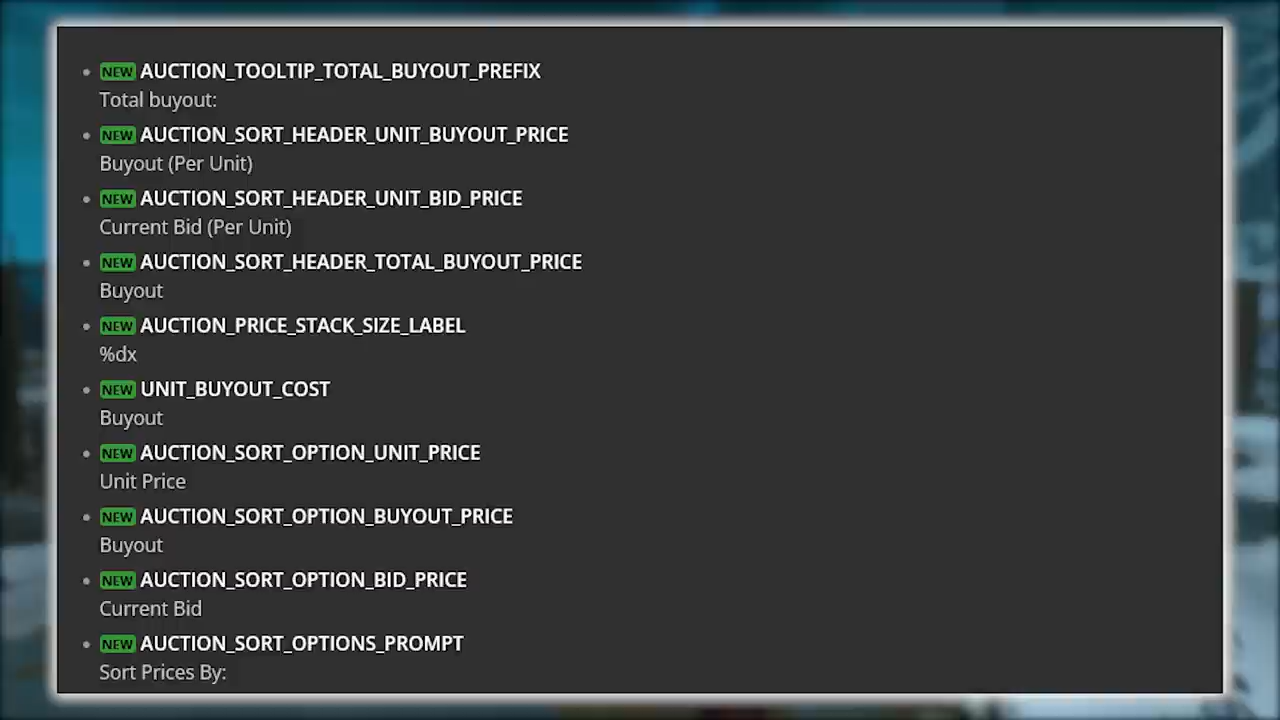 NEW AUCTION_TOOLTIP_TOTAL_BUYOUT_PREFIX
Total buyout:
NEW AUCTION_SORT_HEADER_UNIT_BUYOUT_PRICE
Buyout (Per Unit)
NEW AUCTION_SORT_HEADER_UNIT_BID_PRICE
Current Bid (Per Unit)
NEW AUCTION_SORT_HEADER_TOTAL_BUYOUT_PRICE
Buyout
NEW AUCTION_PRICE_STACK_SIZE_LABEL
%dx
NEW UNIT_BUYOUT_COST
Buyout
NEW AUCTION_SORT_OPTION_UNIT_PRICE
Unit Price
NEW AUCTION_SORT_OPTION_BUYOUT_PRICE
Buyout
NEW AUCTION_SORT_OPTION_BID_PRICE
Current Bid
NEW AUCTION_SORT_OPTIONS_PROMPT
Sort Prices By: